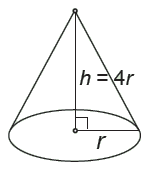 h = 4r
r